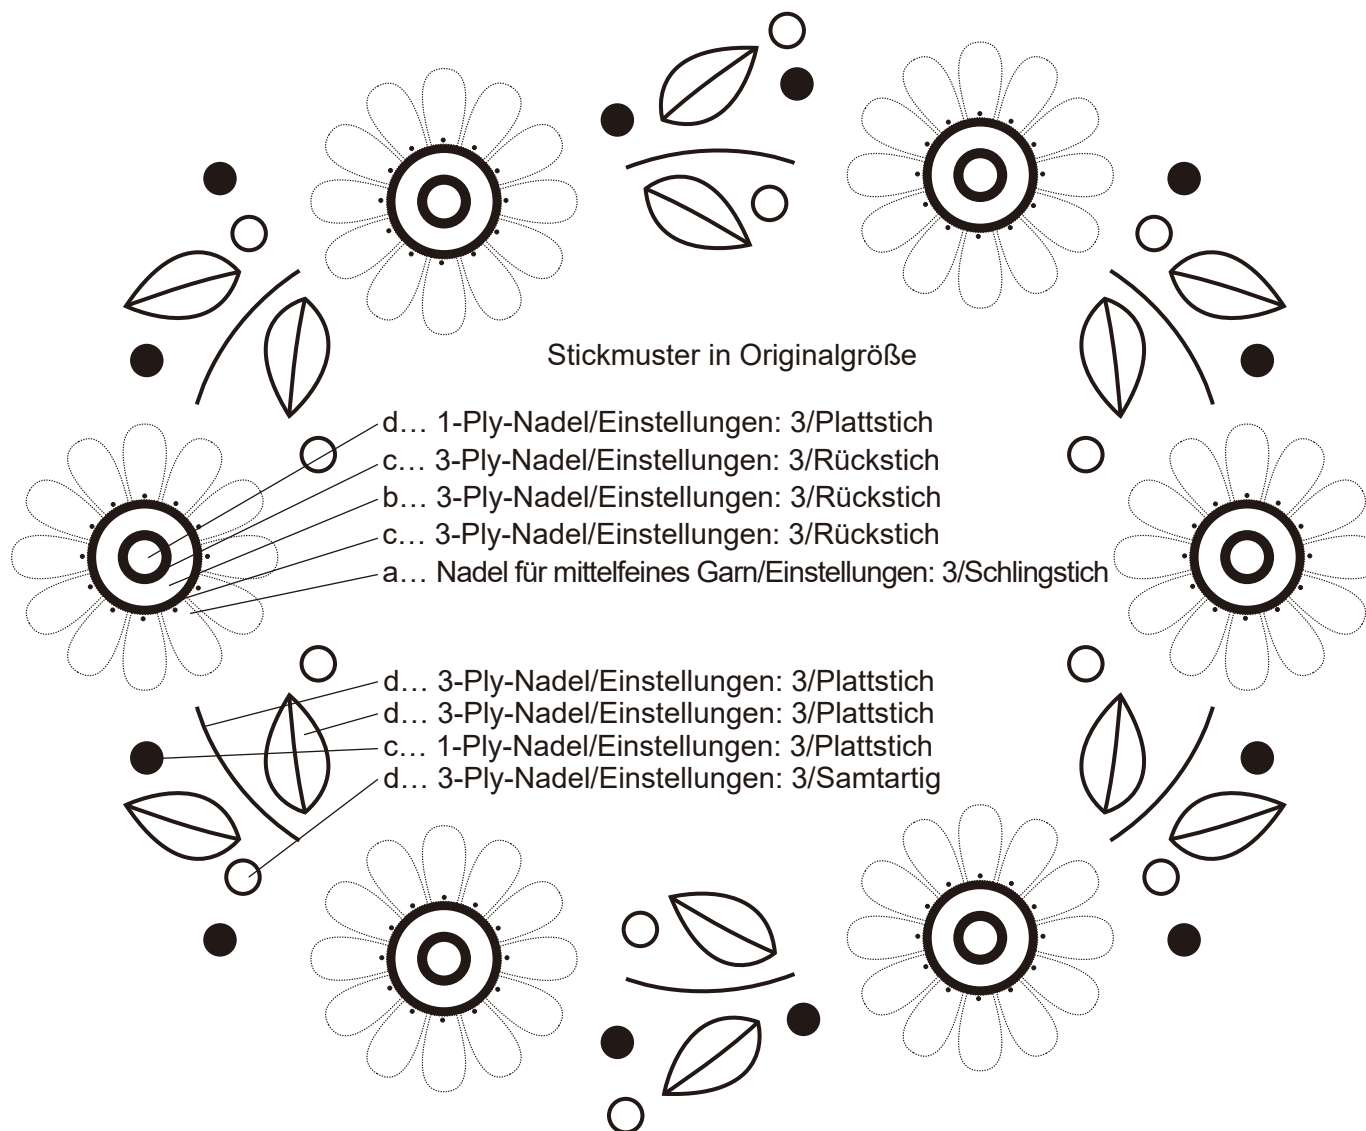 Stickmuster in Originalgröße
d… 1-Ply-Nadel/Einstellungen: 3/Plattstich
c… 3-Ply-Nadel/Einstellungen: 3/Rückstich
b… 3-Ply-Nadel/Einstellungen: 3/Rückstich
c… 3-Ply-Nadel/Einstellungen: 3/Rückstich
a… Nadel für mittelfeines Garn/Einstellungen: 3/Schlingstich
d… 3-Ply-Nadel/Einstellungen: 3/Plattstich
d… 3-Ply-Nadel/Einstellungen: 3/Plattstich
c… 1-Ply-Nadel/Einstellungen: 3/Plattstich
d… 3-Ply-Nadel/Einstellungen: 3/Samtartig